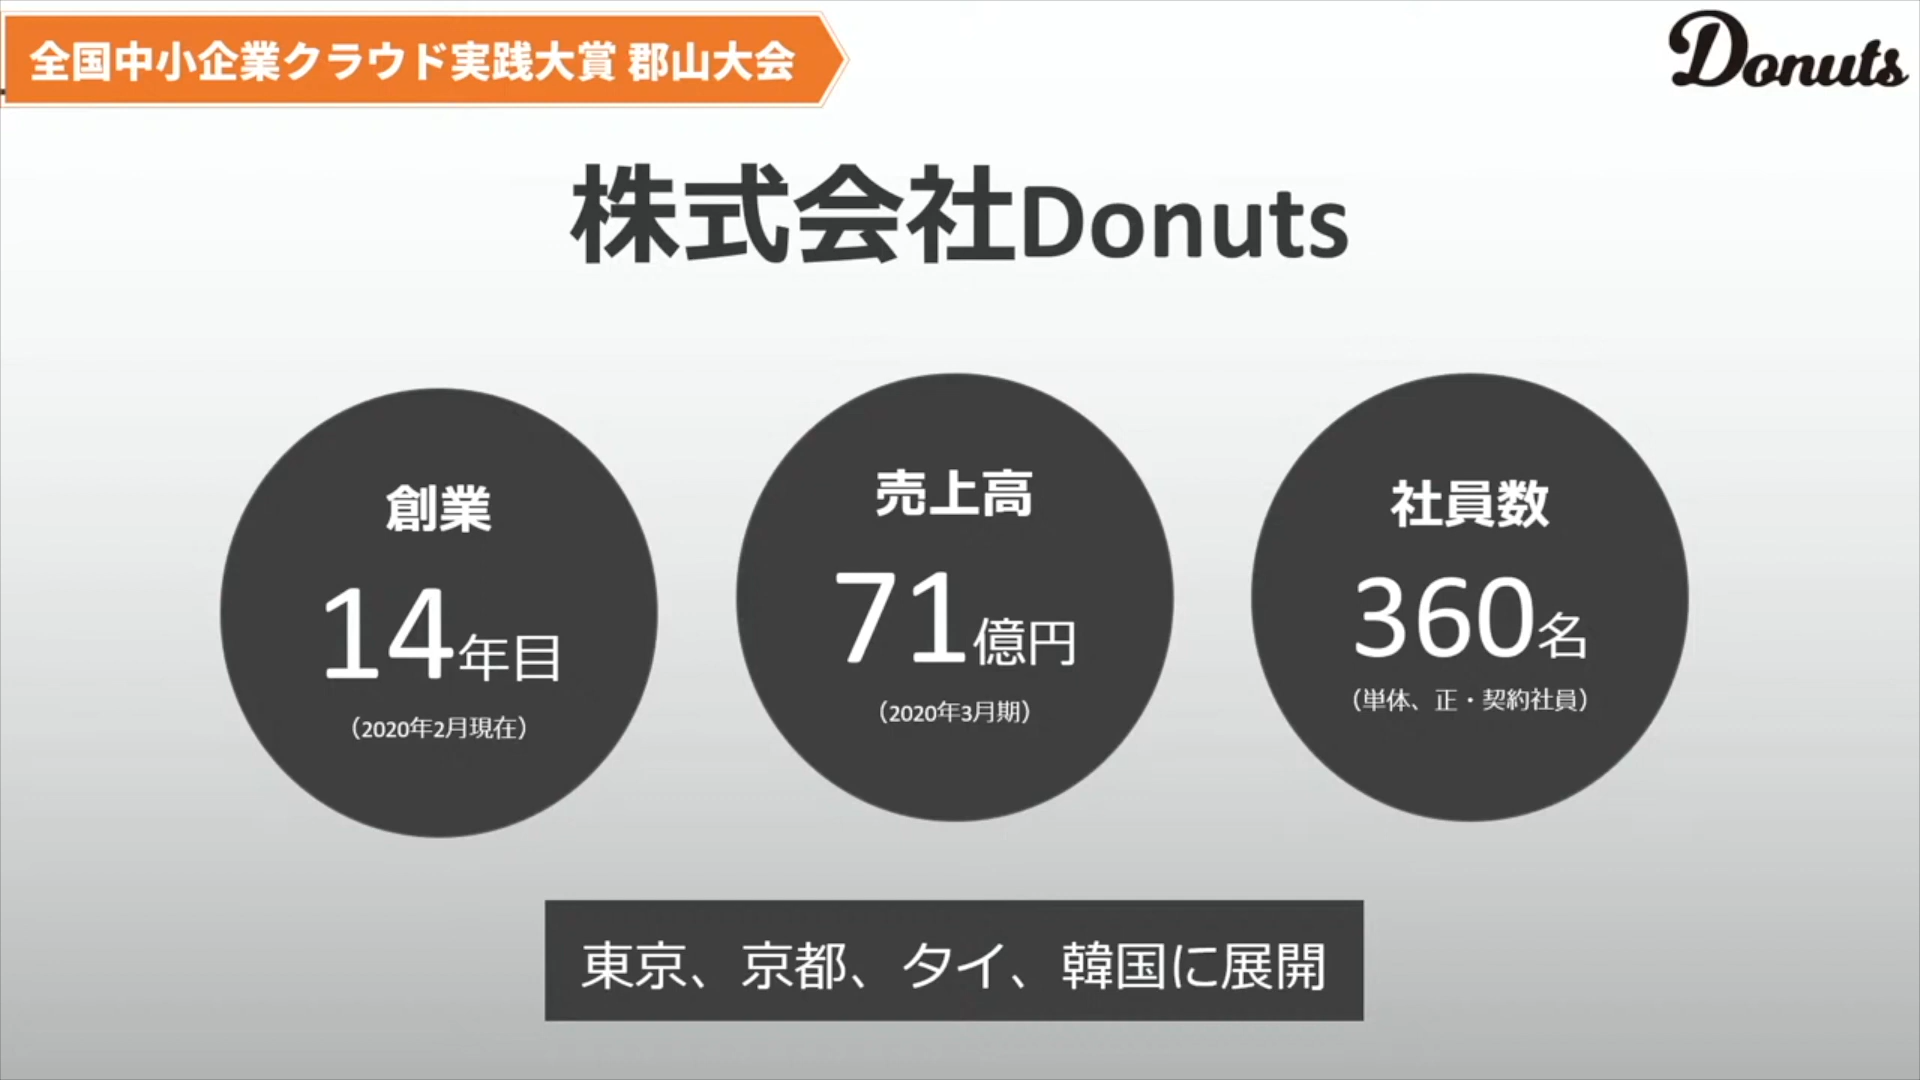 全国中小企業クラウド実践大賞 郡山大会
Donuts
株式会社Donuts
創業
14年目
（2020年2月現在）
売上高
71億円
（2020年3月期）
社員数
360名
（単体、正・契約社員）
東京、京都、タイ、韓国に展開